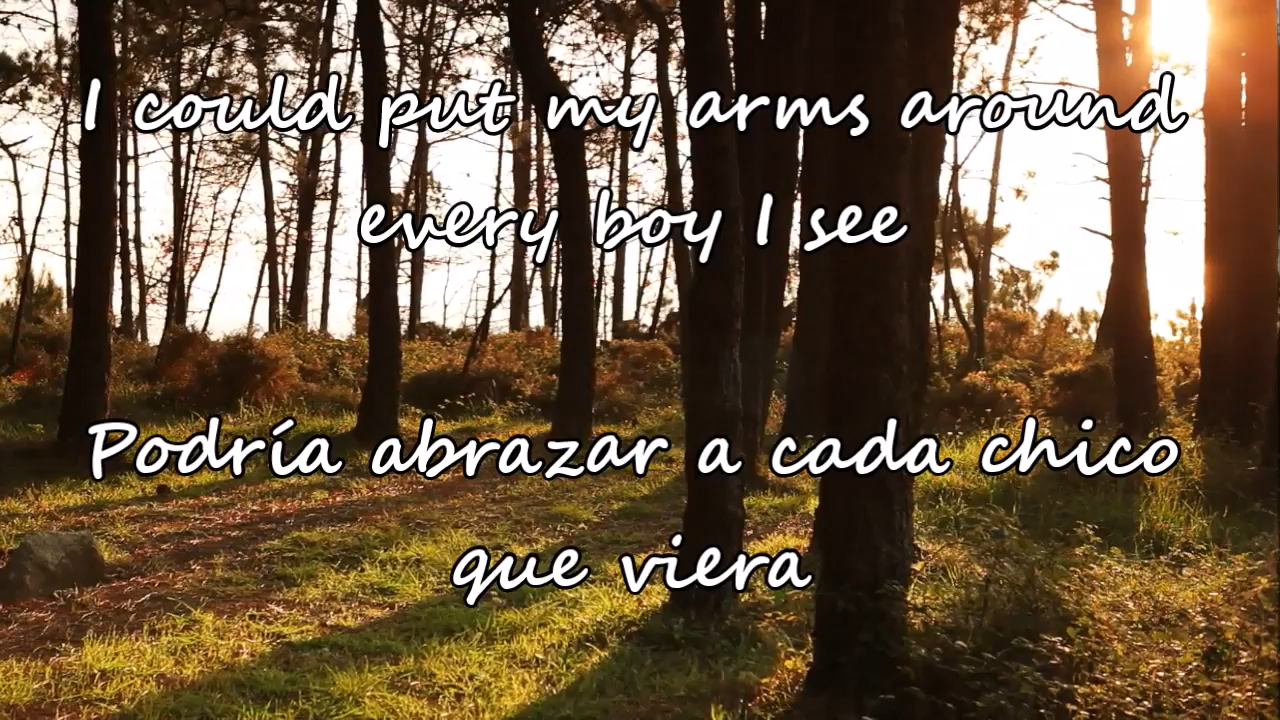 I could put my arms around
every boy I see
Podría abrazar a cada chico
que viera